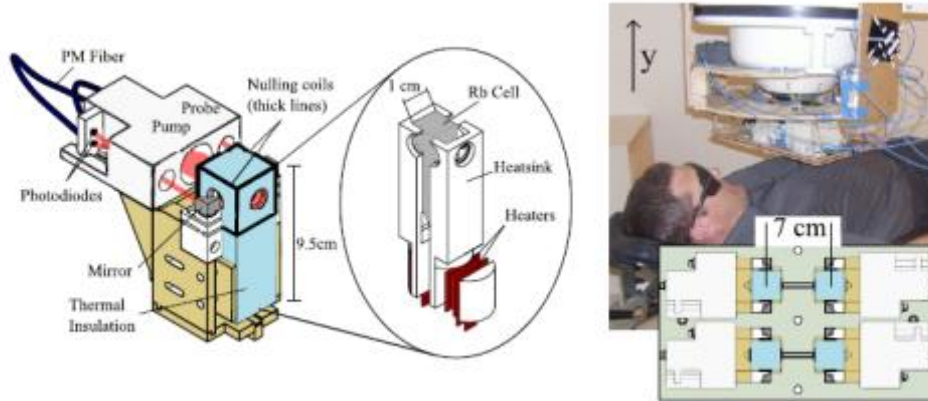 PM Fiber
Nulling coils
(thick lines)
Probe
Pump
Photodiodes
Mirror
Thermal
Insulation
9.5cm
1 cm
Rb Cell
Heatsink
Heaters
y
7 cm